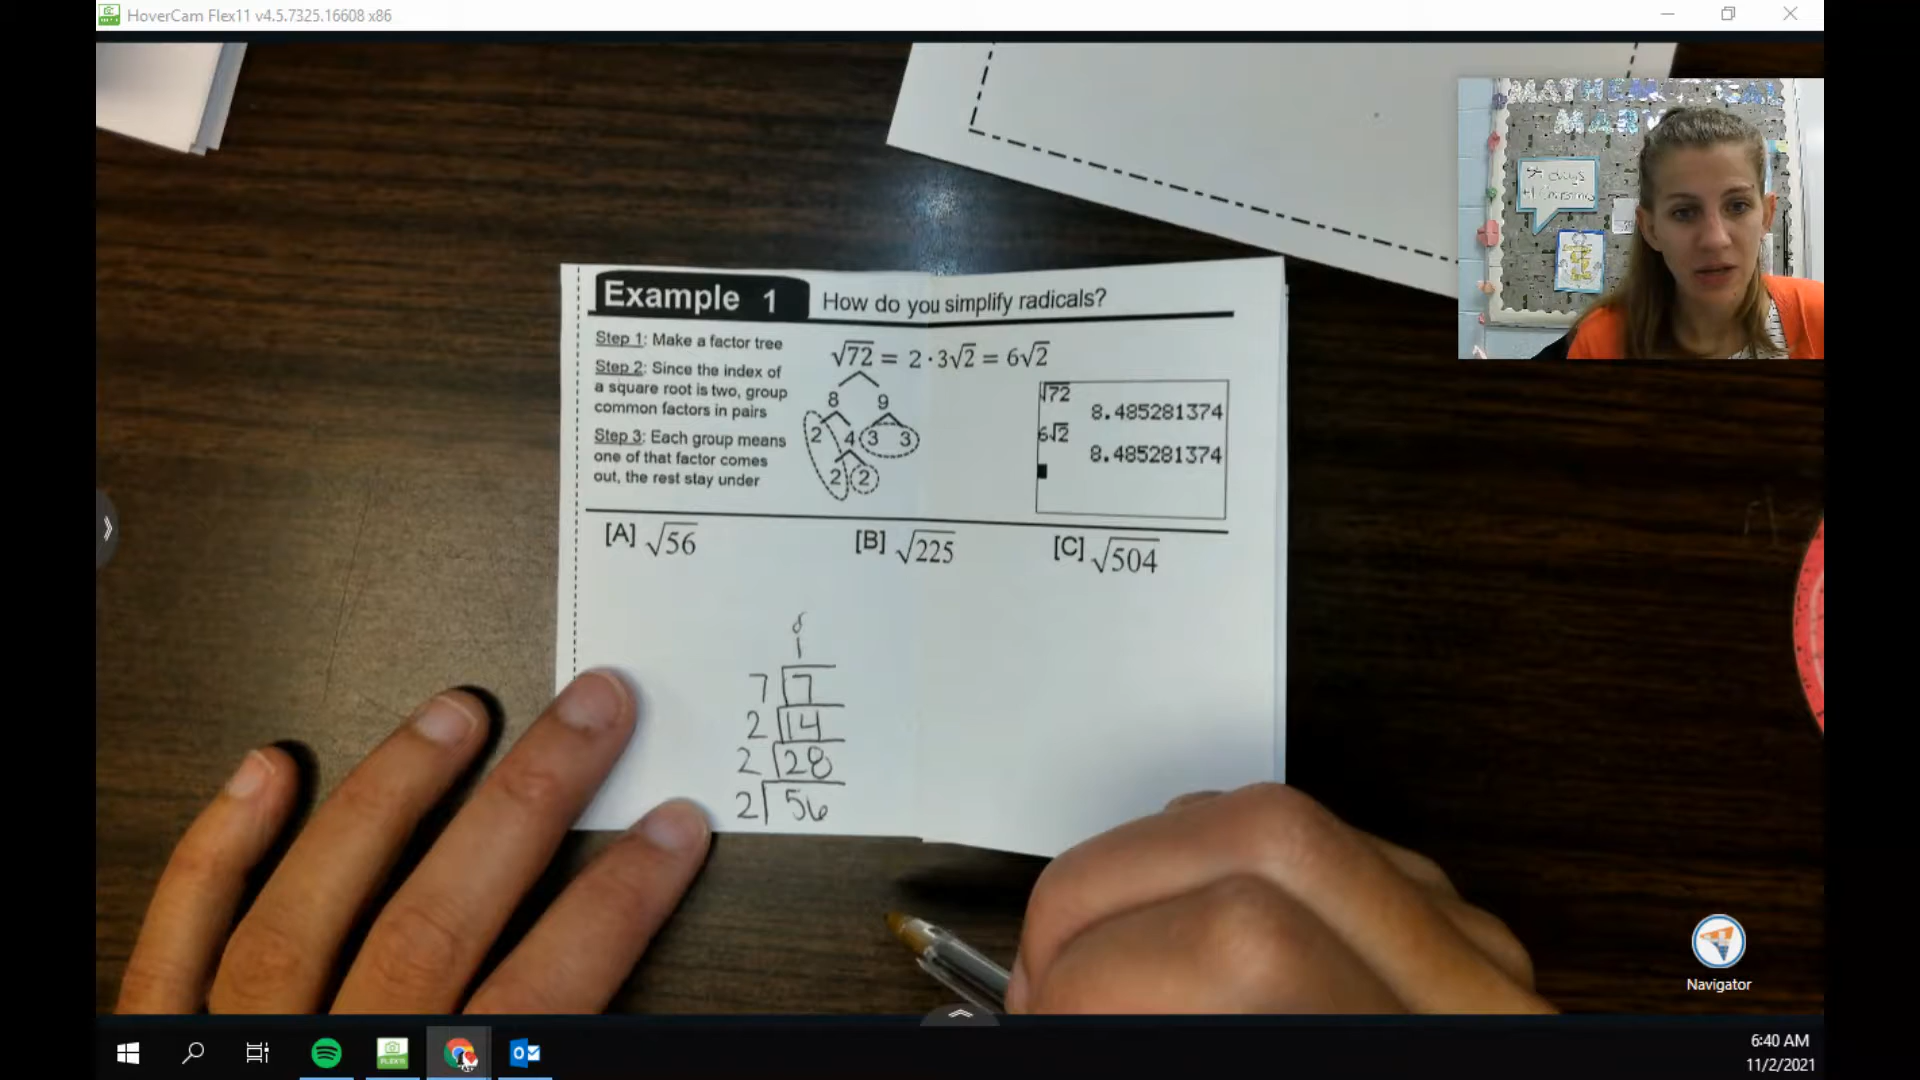 HoverCam Flex11 v4.5.7325.16608 x86
MATHEMATICAL
MARV
Example 1 How do you simplify radicals?
Step 1: Make a factor tree
Step 2: Since the index of
a square root is two, group
common factors in pairs
Step 3: Each group means
one of that factor comes
out, the rest stay under
√72 = 2 · 3√2 = 6√2
8 9
2 4 3 3
2 2
√72
8.485281374
6√2
8.485281374
[A] √56 [B] √225 [C] √504
1
7 7
2 14
2 28
2 56
Navigator
FLEX11
6:40 AM
11/2/2021